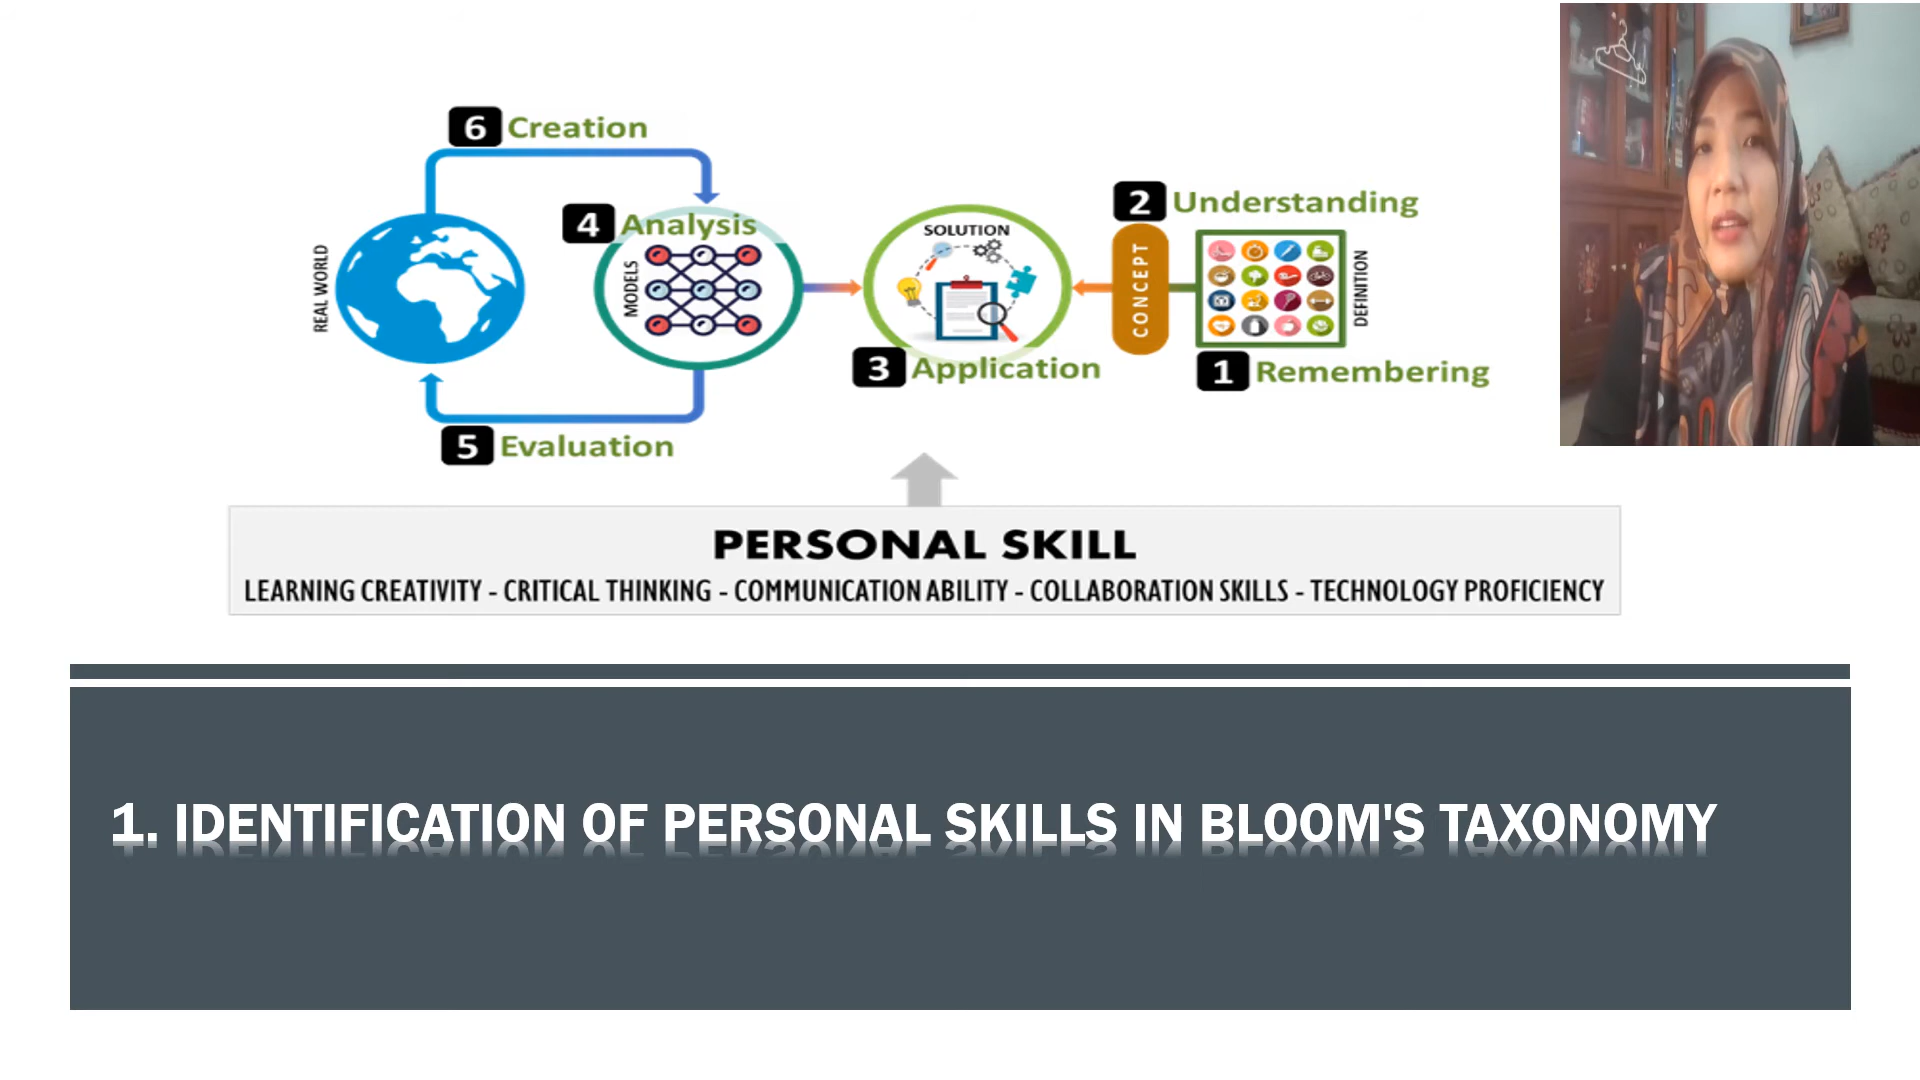 6 Creation
2 Understanding
4 Analysis
SOLUTION
REAL WORLD
MODELS
CONCEPT
DEFINITION
3 Application
1 Remembering
5 Evaluation
PERSONAL SKILL
LEARNING CREATIVITY - CRITICAL THINKING - COMMUNICATION ABILITY - COLLABORATION SKILLS - TECHNOLOGY PROFICIENCY
1. IDENTIFICATION OF PERSONAL SKILLS IN BLOOM'S TAXONOMY